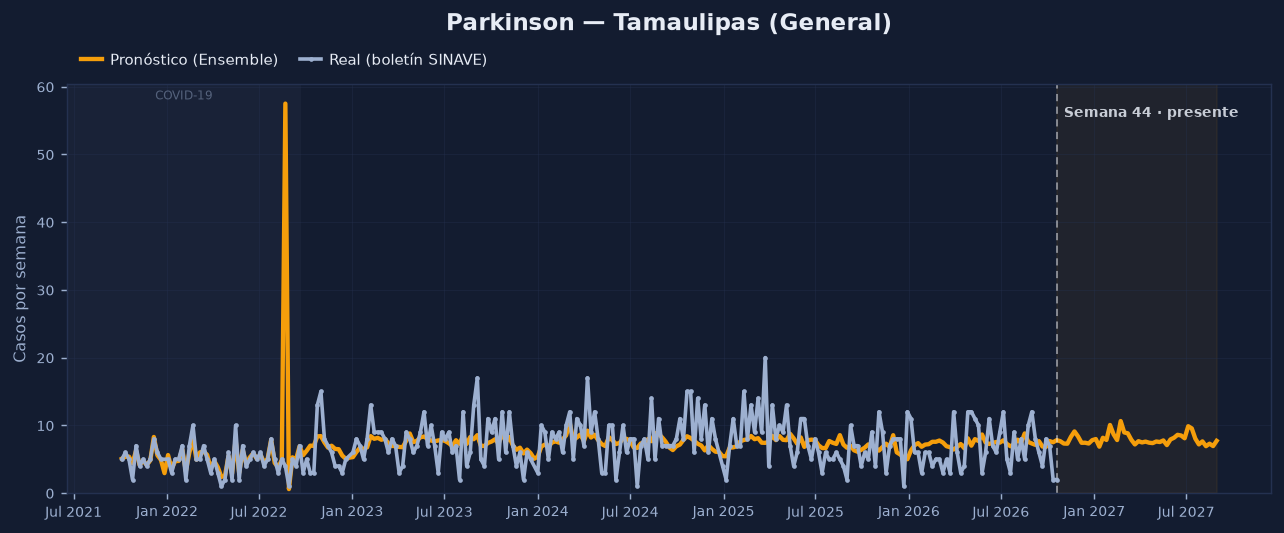 Parkinson — Tamaulipas (General)
Pronóstico (Ensemble)
Real (boletín SINAVE)
60
50
40
30
20
10
0
Casos por semana
COVID-19
Semana 44 · presente
Jul 2021
Jan 2022
Jul 2022
Jan 2023
Jul 2023
Jan 2024
Jul 2024
Jan 2025
Jul 2025
Jan 2026
Jul 2026
Jan 2027
Jul 2027